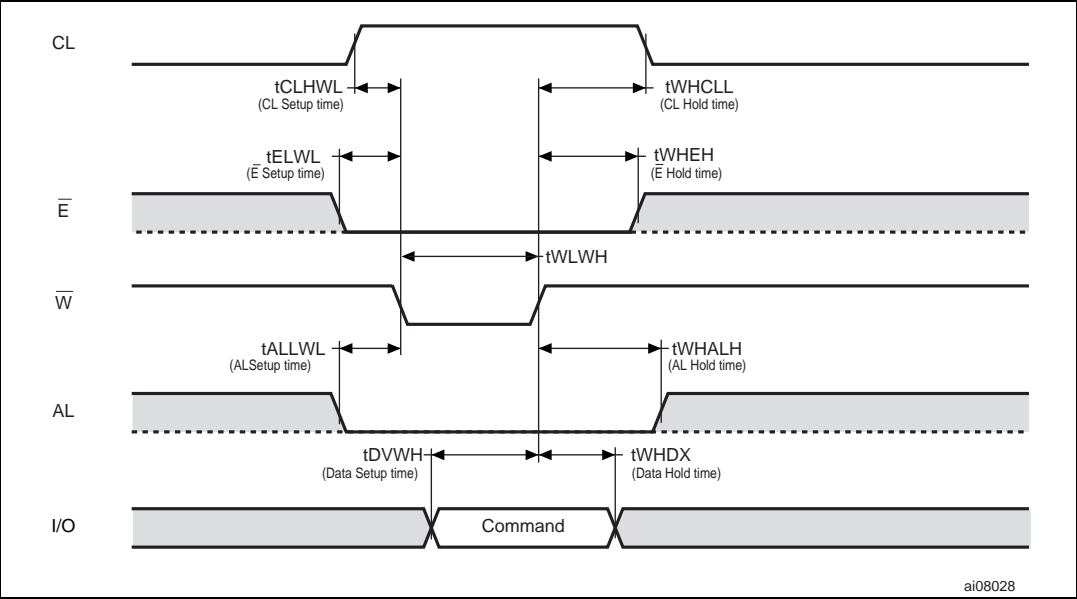 CL
tCLHWL
(CL Setup time)
tWHCLL
(CL Hold time)
tELWL
(E̅ Setup time)
tWHEH
(E̅ Hold time)
E̅
tWLWH
W̅
tALLWL
(ALSetup time)
tWHALH
(AL Hold time)
AL
tDVWH
(Data Setup time)
tWHDX
(Data Hold time)
I/O
Command
ai08028